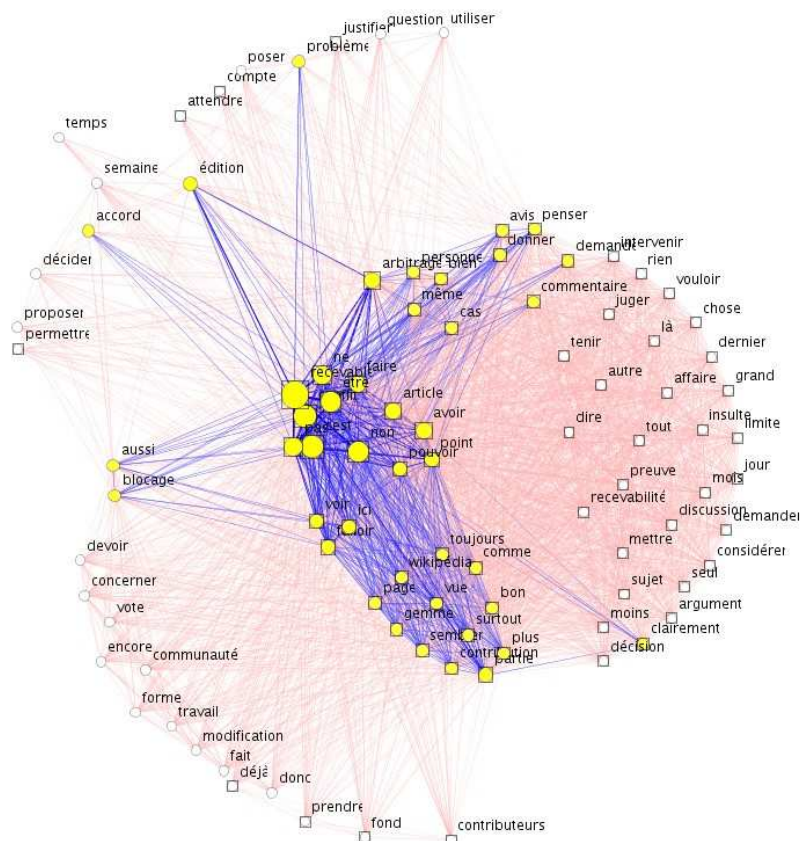 justifier
question
utiliser
problème
poser
compte
attendre
temps
semaine
édition
accord
avis
penser
donner
demande
intervenir
rien
personne
bien
arbitrage
décider
commentaire
vouloir
même
juger
chose
proposer
cas
permettre
là
dernier
tenir
ne
faire
recevable
être
autre
affaire
grand
article
avoir
insulte
limite
dire
tout
est
non
pas
point
aussi
pouvoir
blocage
preuve
mois
jour
recevabilité
discussion
voir
ici
demander
falloir
mettre
toujours
comme
considérer
devoir
wikipédia
concerner
page
vue
bon
sujet
seul
argument
vote
gemme
surtout
moins
clairement
encore
communauté
sembler
plus
contribution
partie
décision
forme
travail
modification
fait
déjà
donc
prendre
fond
contributeurs